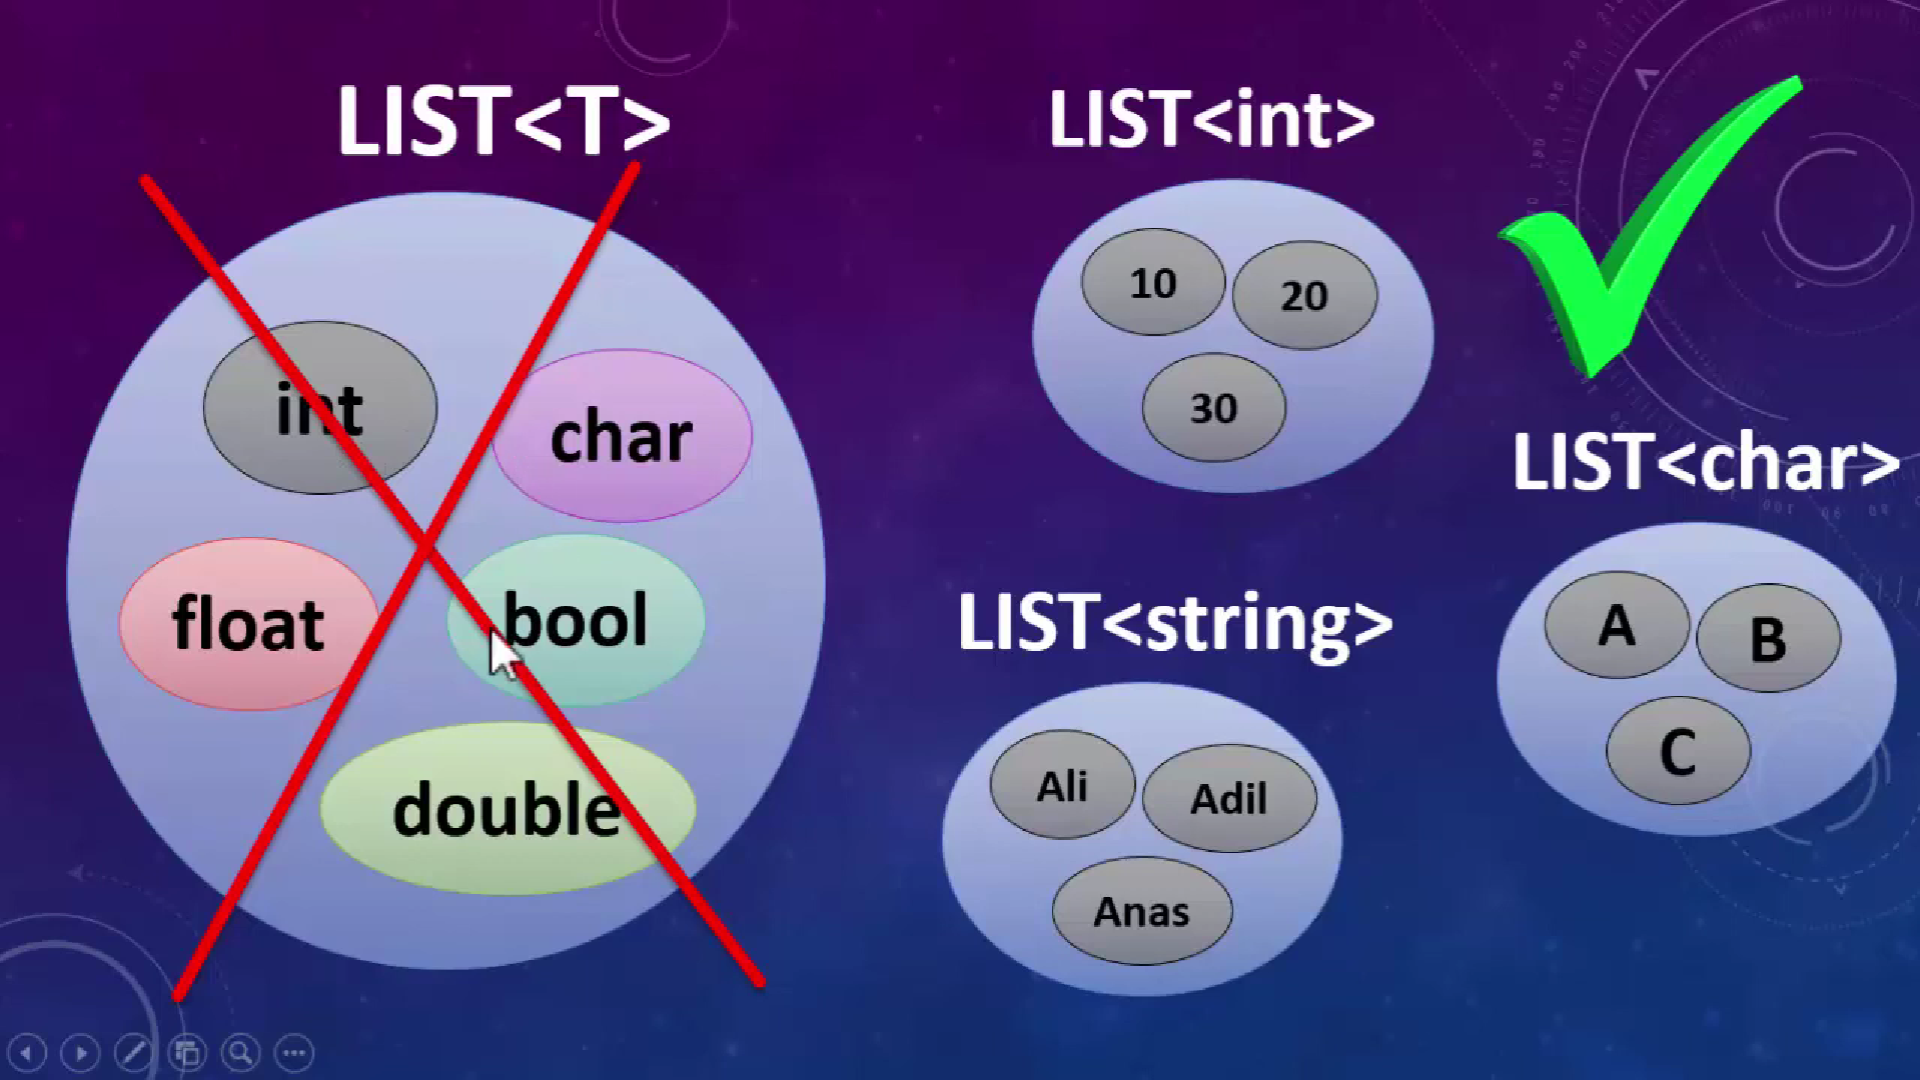 LIST<T>
int
char
float
bool
double
LIST<int>
10
20
30
LIST<string>
Ali
Adil
Anas
LIST<char>
A
B
C